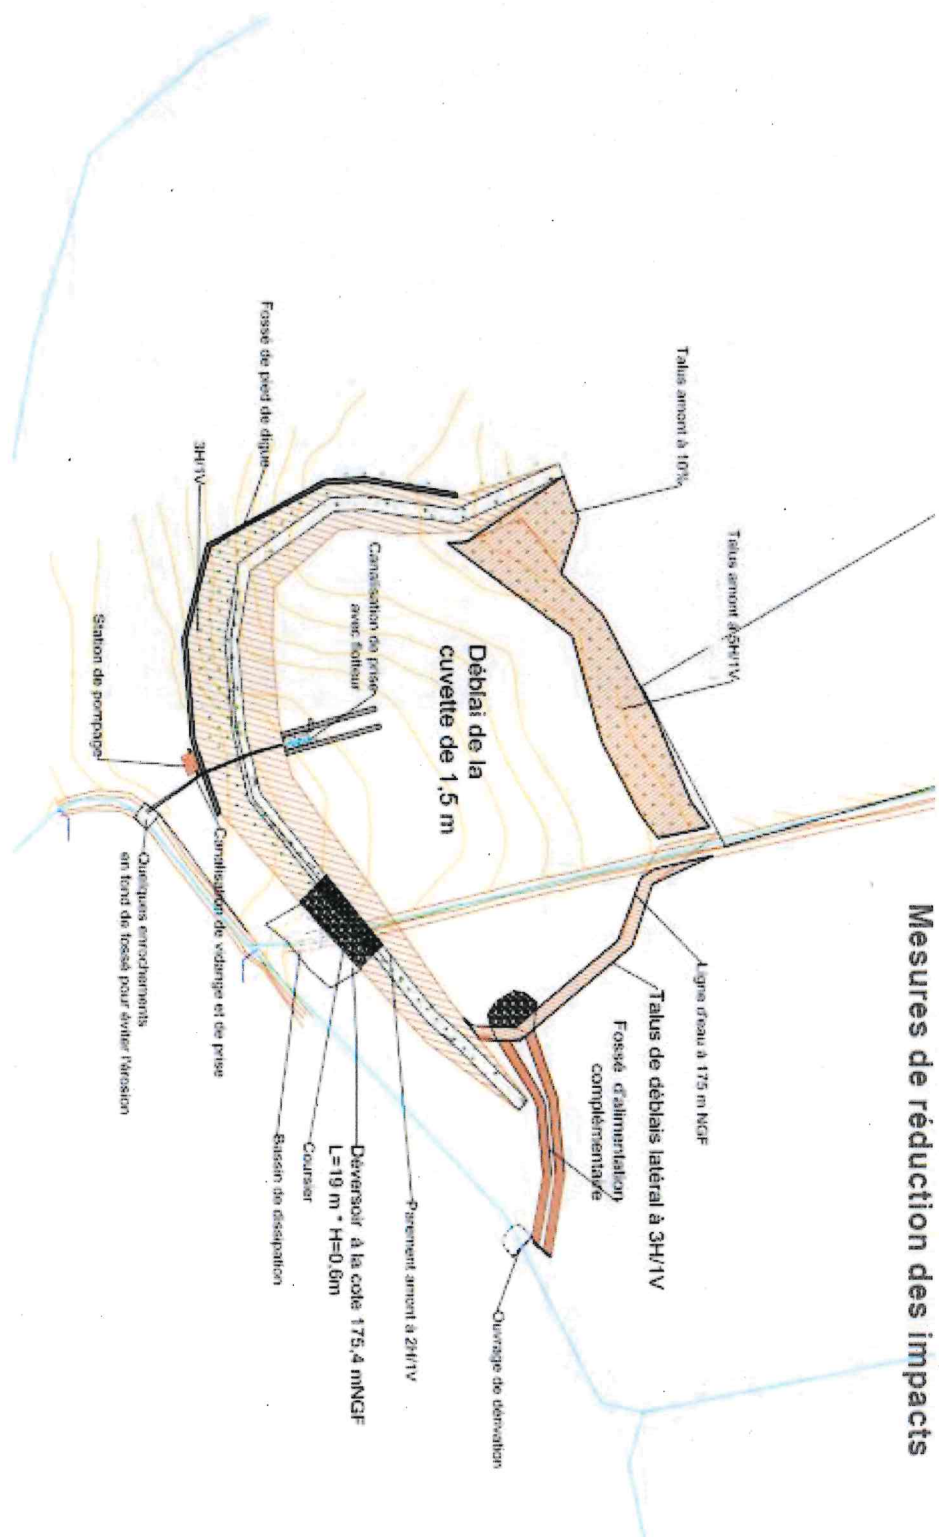 Mesures de réduction des impacts
Talus amont à 10%
Talus amont à 5H/1V
Fossé de pied de digue
3H/1V
Canalisation de prise
avec flotteur
Déblai de la
cuvette de 1,5 m
Station de pompage
Canalisation de vidange et de prise
Quelques enrochements
en fond de fossé pour éviter l'érosion
Ligne d'eau à 175 m NGF
Talus de déblais latéral à 3H/1V
Fossé d'alimentation
complémentaire
Parement amont à 2H/1V
Déversoir à la cote 175,4 mNGF
L=19 m * H=0,6m
Coursier
Bassin de dissipation
Ouvrage de dérivation